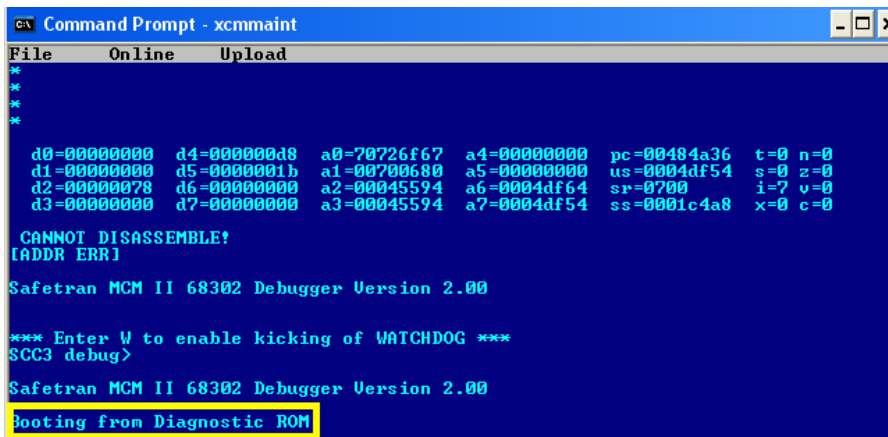 Command Prompt - xcmmaint
File Online Upload
*
*
*
*
d0=00000000 d4=000000d8 a0=70726f67 a4=00000000 pc=00484a36 t=0 n=0
d1=00000000 d5=0000001b a1=00700680 a5=00000000 us=0004df54 s=0 z=0
d2=00000078 d6=00000000 a2=00045594 a6=0004df64 sr=0700 i=7 v=0
d3=00000000 d7=00000000 a3=00045594 a7=0004df54 ss=0001c4a8 x=0 c=0
CANNOT DISASSEMBLE!
[ADDR ERR]
Safetran MCM II 68302 Debugger Version 2.00
*** Enter W to enable kicking of WATCHDOG ***
SCC3 debug>
Safetran MCM II 68302 Debugger Version 2.00
Booting from Diagnostic ROM